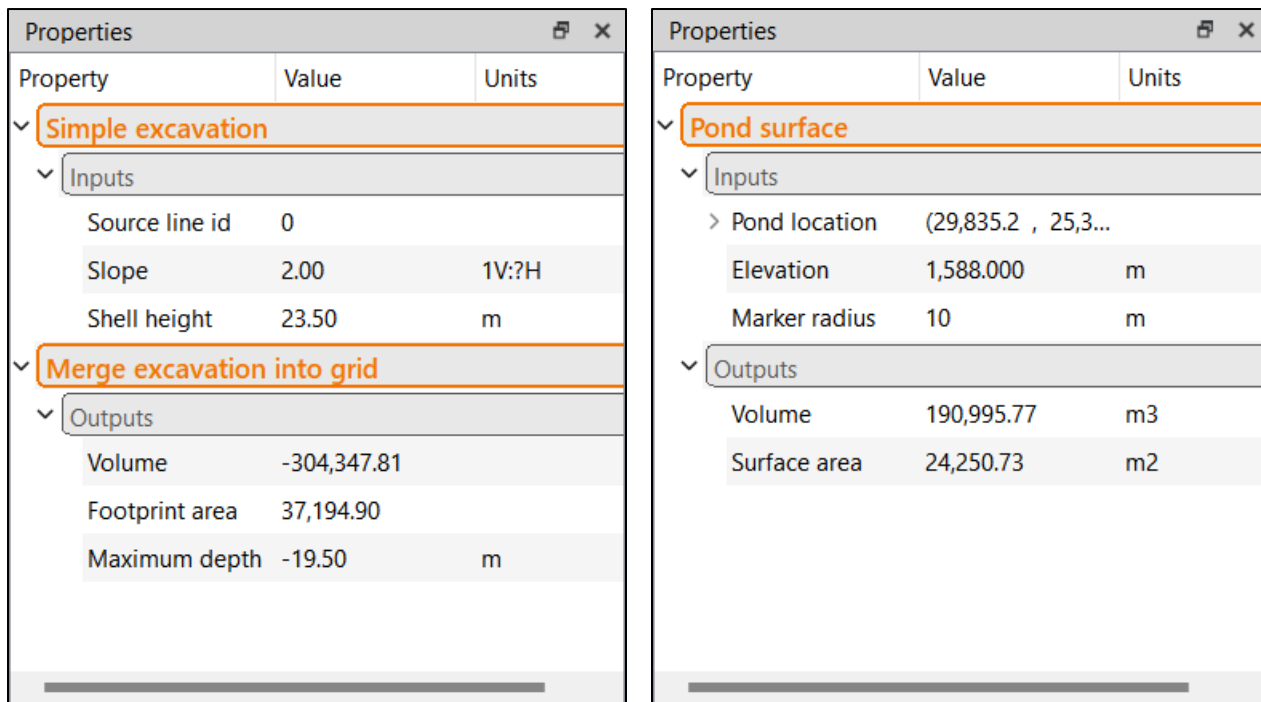 Properties
Property Value Units
Simple excavation
Inputs
Source line id 0
Slope 2.00 1V:?H
Shell height 23.50 m
Merge excavation into grid
Outputs
Volume -304,347.81
Footprint area 37,194.90
Maximum depth -19.50 m
Properties
Property Value Units
Pond surface
Inputs
Pond location (29,835.2 , 25,3...
Elevation 1,588.000 m
Marker radius 10 m
Outputs
Volume 190,995.77 m3
Surface area 24,250.73 m2